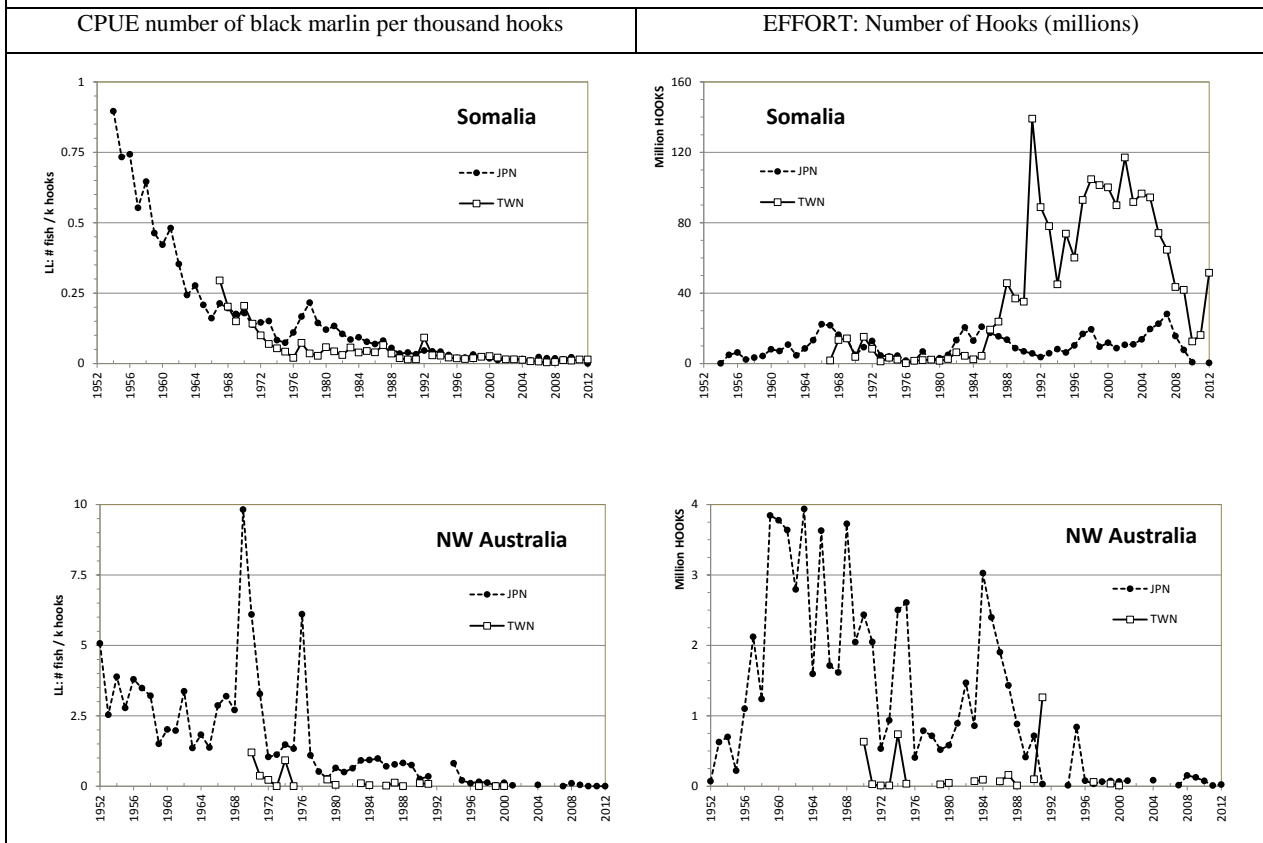 CPUE number of black marlin per thousand hooks
EFFORT: Number of Hooks (millions)
Somalia
LL: # fish / k hooks
1
0.75
0.5
0.25
0
JPN
TWN
1952 1956 1960 1964 1968 1972 1976 1980 1984 1988 1992 1996 2000 2004 2008 2012
Somalia
Million HOOKS
160
120
80
40
0
JPN
TWN
1952 1956 1960 1964 1968 1972 1976 1980 1984 1988 1992 1996 2000 2004 2008 2012
NW Australia
LL: # fish / k hooks
10
7.5
5
2.5
0
JPN
TWN
1952 1956 1960 1964 1968 1972 1976 1980 1984 1988 1992 1996 2000 2004 2008 2012
NW Australia
Million HOOKS
4
3
2
1
0
JPN
TWN
1952 1956 1960 1964 1968 1972 1976 1980 1984 1988 1992 1996 2000 2004 2008 2012